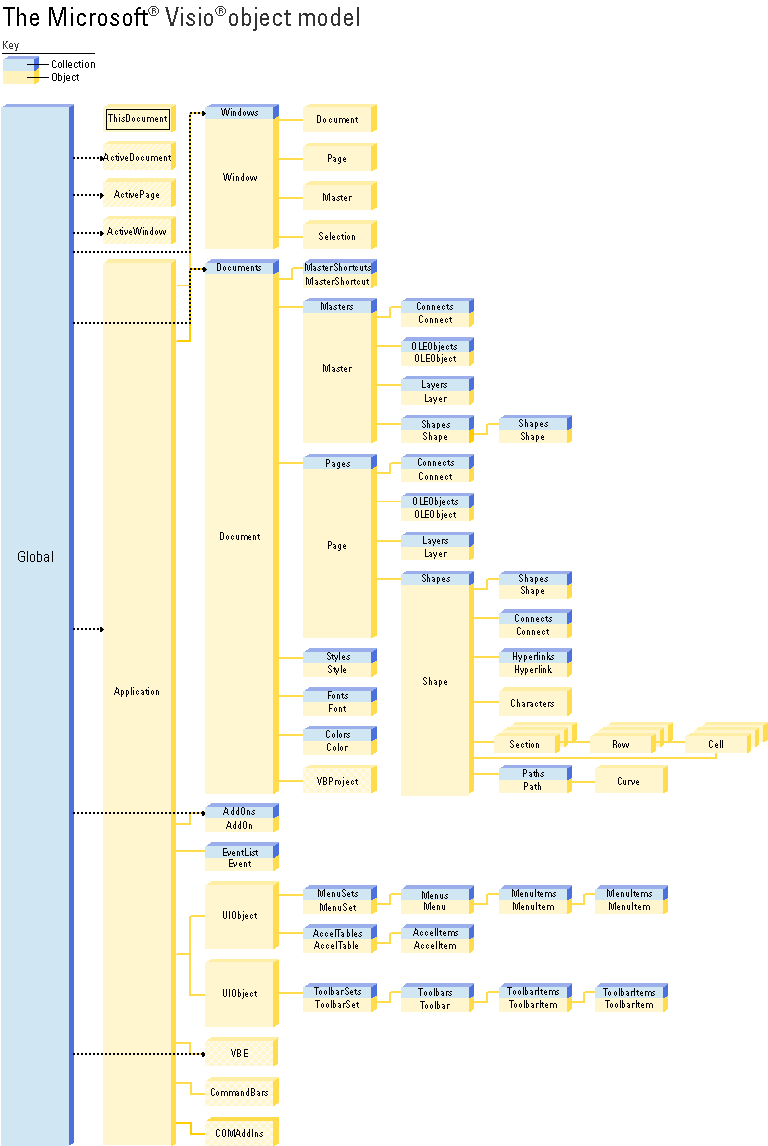 The Microsoft® Visio® object model
Key
Collection
Object
Global
ThisDocument
ActiveDocument
ActivePage
ActiveWindow
Application
Windows
Window
Document
Page
Master
Selection
Documents
Document
MasterShortcuts
MasterShortcut
Masters
Master
Connects
Connect
OLEObjects
OLEObject
Layers
Layer
Shapes
Shape
Shapes
Shape
Pages
Page
Connects
Connect
OLEObjects
OLEObject
Layers
Layer
Shapes
Shape
Shapes
Shape
Connects
Connect
Hyperlinks
Hyperlink
Characters
Section
Row
Cell
Paths
Path
Curve
Styles
Style
Fonts
Font
Colors
Color
VBProject
AddOns
AddOn
EventList
Event
UIObject
MenuSets
MenuSet
Menus
Menu
MenuItems
MenuItem
MenuItems
MenuItem
AccelTables
AccelTable
AccelItems
AccelItem
UIObject
ToolbarSets
ToolbarSet
Toolbars
Toolbar
ToolbarItems
ToolbarItem
ToolbarItems
ToolbarItem
VBE
CommandBars
COMAddIns